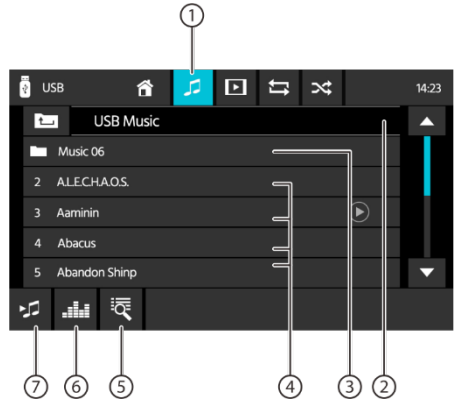 1
USB 14:23
USB Music
Music 06
2 A.L.E.C.H.A.O.S.
3 Aaminin
4 Abacus
5 Abandon Shinp
7 6 5 4 3 2